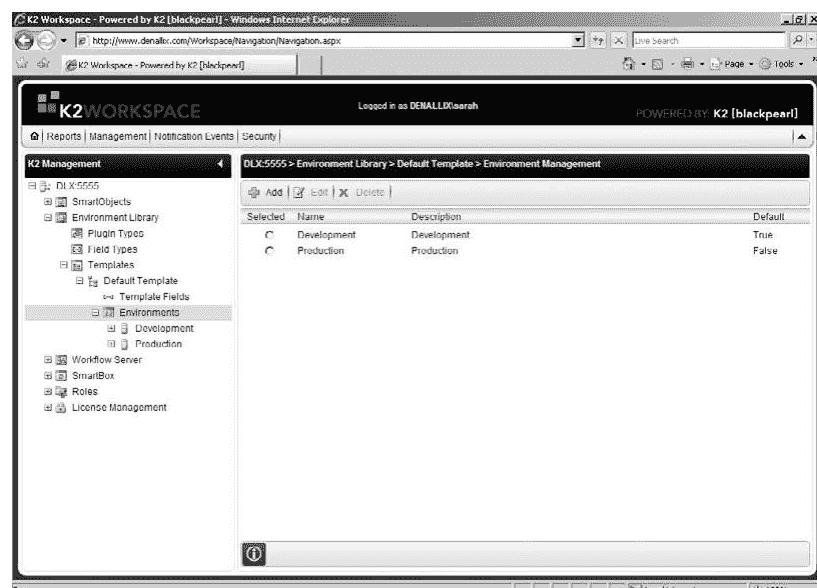 K2 Workspace - Powered by K2 [blackpearl] - Windows Internet Explorer
http://www.denallix.com/Workspace/Navigation/Navigation.aspx
Live Search
K2 Workspace - Powered by K2 [blackpearl]
Page
Tools
K2WORKSPACE
Logged in as DENALLIX\sarah
POWERED BY: K2 [blackpearl]
Reports | Management | Notification Events | Security |
K2 Management
DLX:5555 > Environment Library > Default Template > Environment Management
DLX:5555
SmartObjects
Environment Library
Plugin Types
Field Types
Templates
Default Template
Template Fields
Environments
Development
Production
Workflow Server
SmartBox
Roles
License Management
Add | Edit | Delete |
Selected Name Description Default
Development Development True
Production Production False